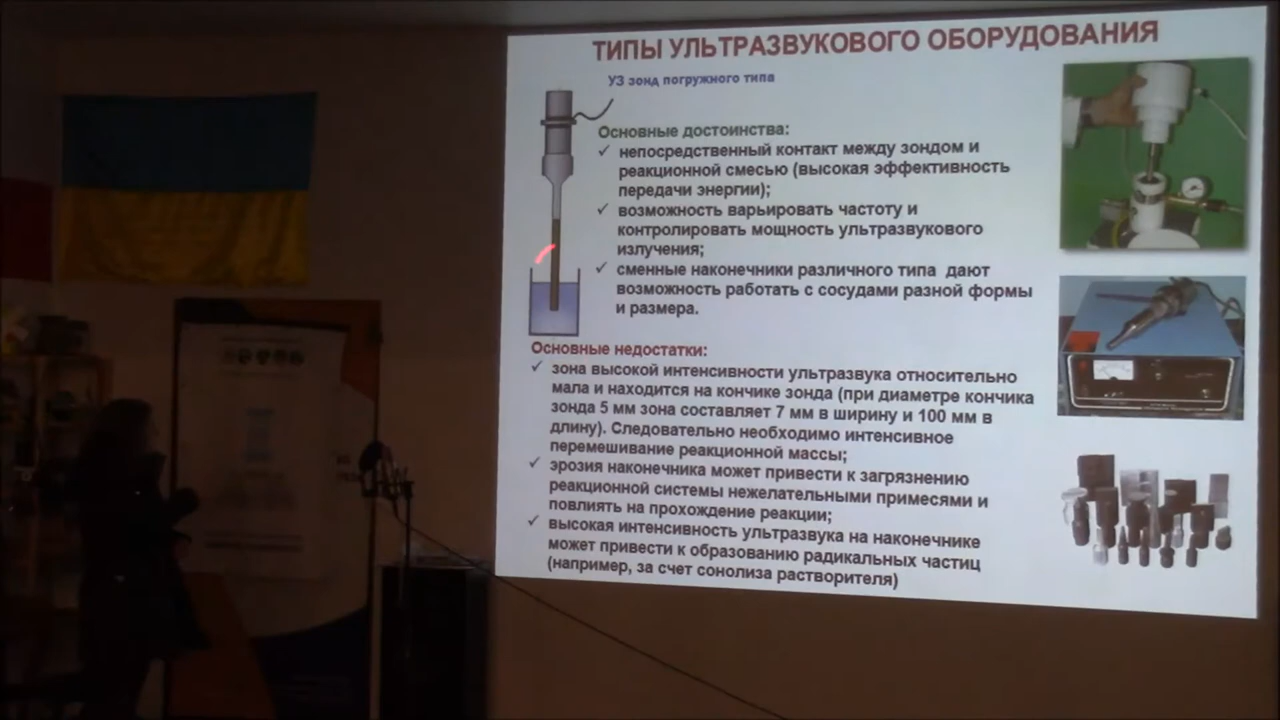 ТИПЫ УЛЬТРАЗВУКОВОГО ОБОРУДОВАНИЯ
УЗ зонд погружного типа
Основные достоинства:
✓ непосредственный контакт между зондом и
реакционной смесью (высокая эффективность
передачи энергии);
✓ возможность варьировать частоту и
контролировать мощность ультразвукового
излучения;
✓ сменные наконечники различного типа дают
возможность работать с сосудами разной формы
и размера.
Основные недостатки:
✓ зона высокой интенсивности ультразвука относительно
мала и находится на кончике зонда (при диаметре кончика
зонда 5 мм зона составляет 7 мм в ширину и 100 мм в
длину). Следовательно необходимо интенсивное
перемешивание реакционной массы;
✓ эрозия наконечника может привести к загрязнению
реакционной системы нежелательными примесями и
повлиять на прохождение реакции;
✓ высокая интенсивность ультразвука на наконечнике
может привести к образованию радикальных частиц
(например, за счет сонолиза растворителя)